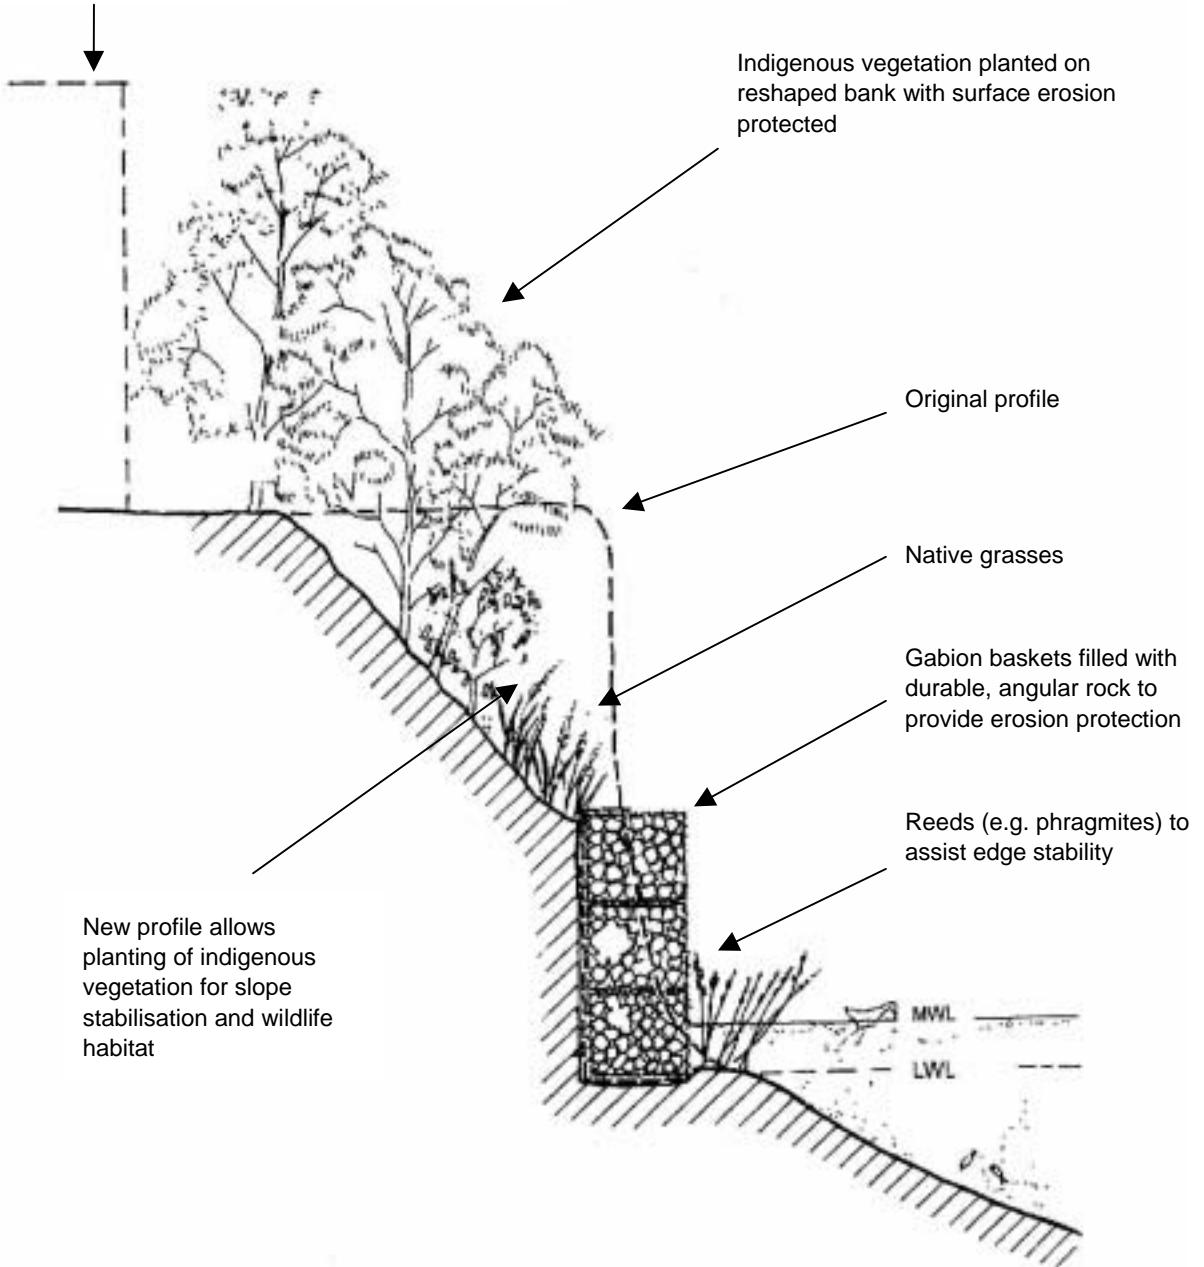 Indigenous vegetation planted on
reshaped bank with surface erosion
protected
Original profile
Native grasses
Gabion baskets filled with
durable, angular rock to
provide erosion protection
Reeds (e.g. phragmites) to
assist edge stability
New profile allows
planting of indigenous
vegetation for slope
stabilisation and wildlife
habitat
MWL
LWL